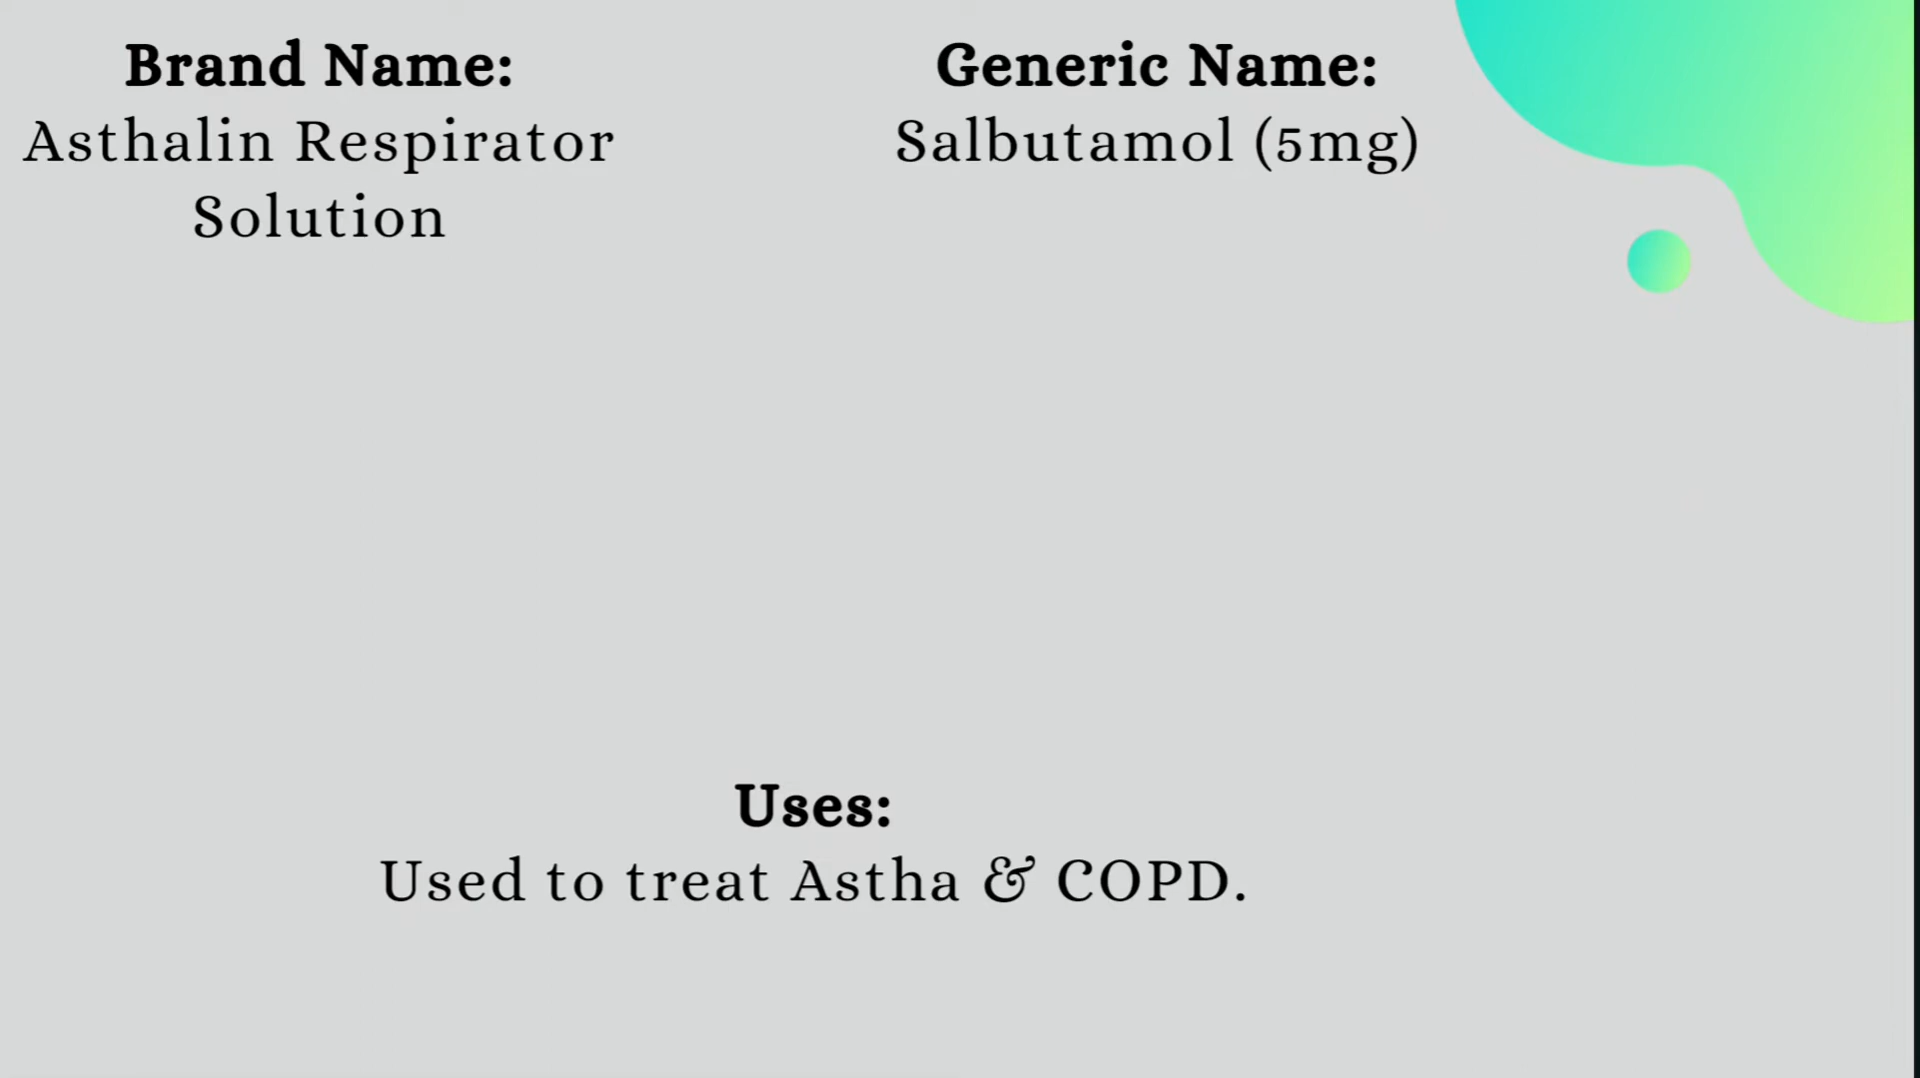 Brand Name:
Asthalin Respirator
Solution
Generic Name:
Salbutamol (5mg)
Uses:
Used to treat Astha & COPD.